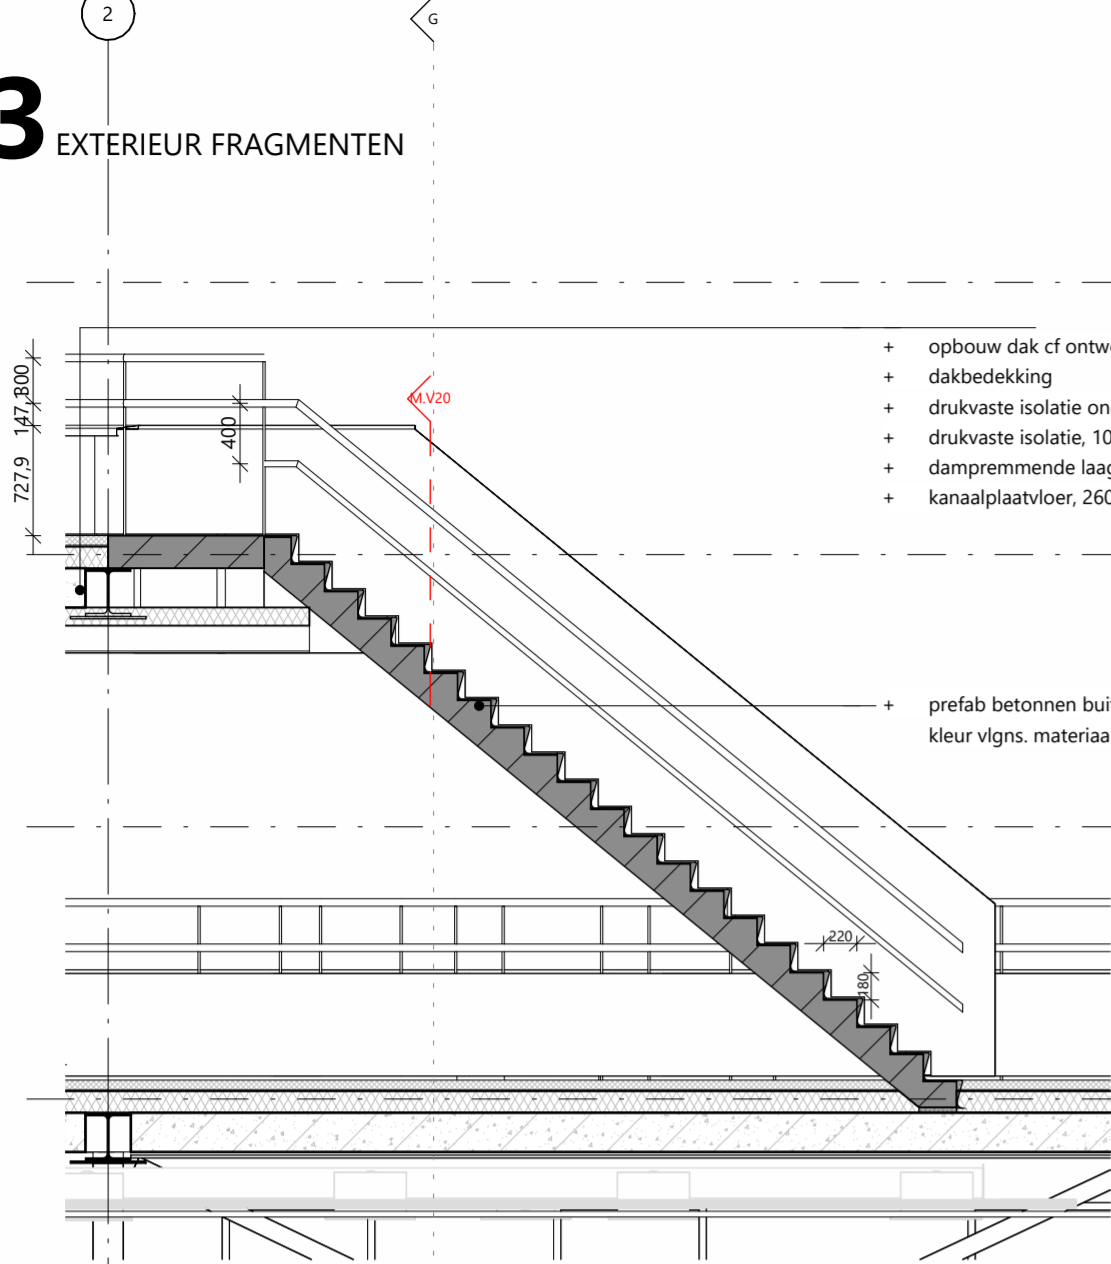 2
G
3 EXTERIEUR FRAGMENTEN
300
147,1
727,9
400
M.V20
+ opbouw dak cf ontw
+ dakbedekking
+ drukvaste isolatie on
+ drukvaste isolatie, 10
+ dampremmende laag
+ kanaalplaatvloer, 260
+ prefab betonnen bui
kleur vlgns. materiaa
220
180